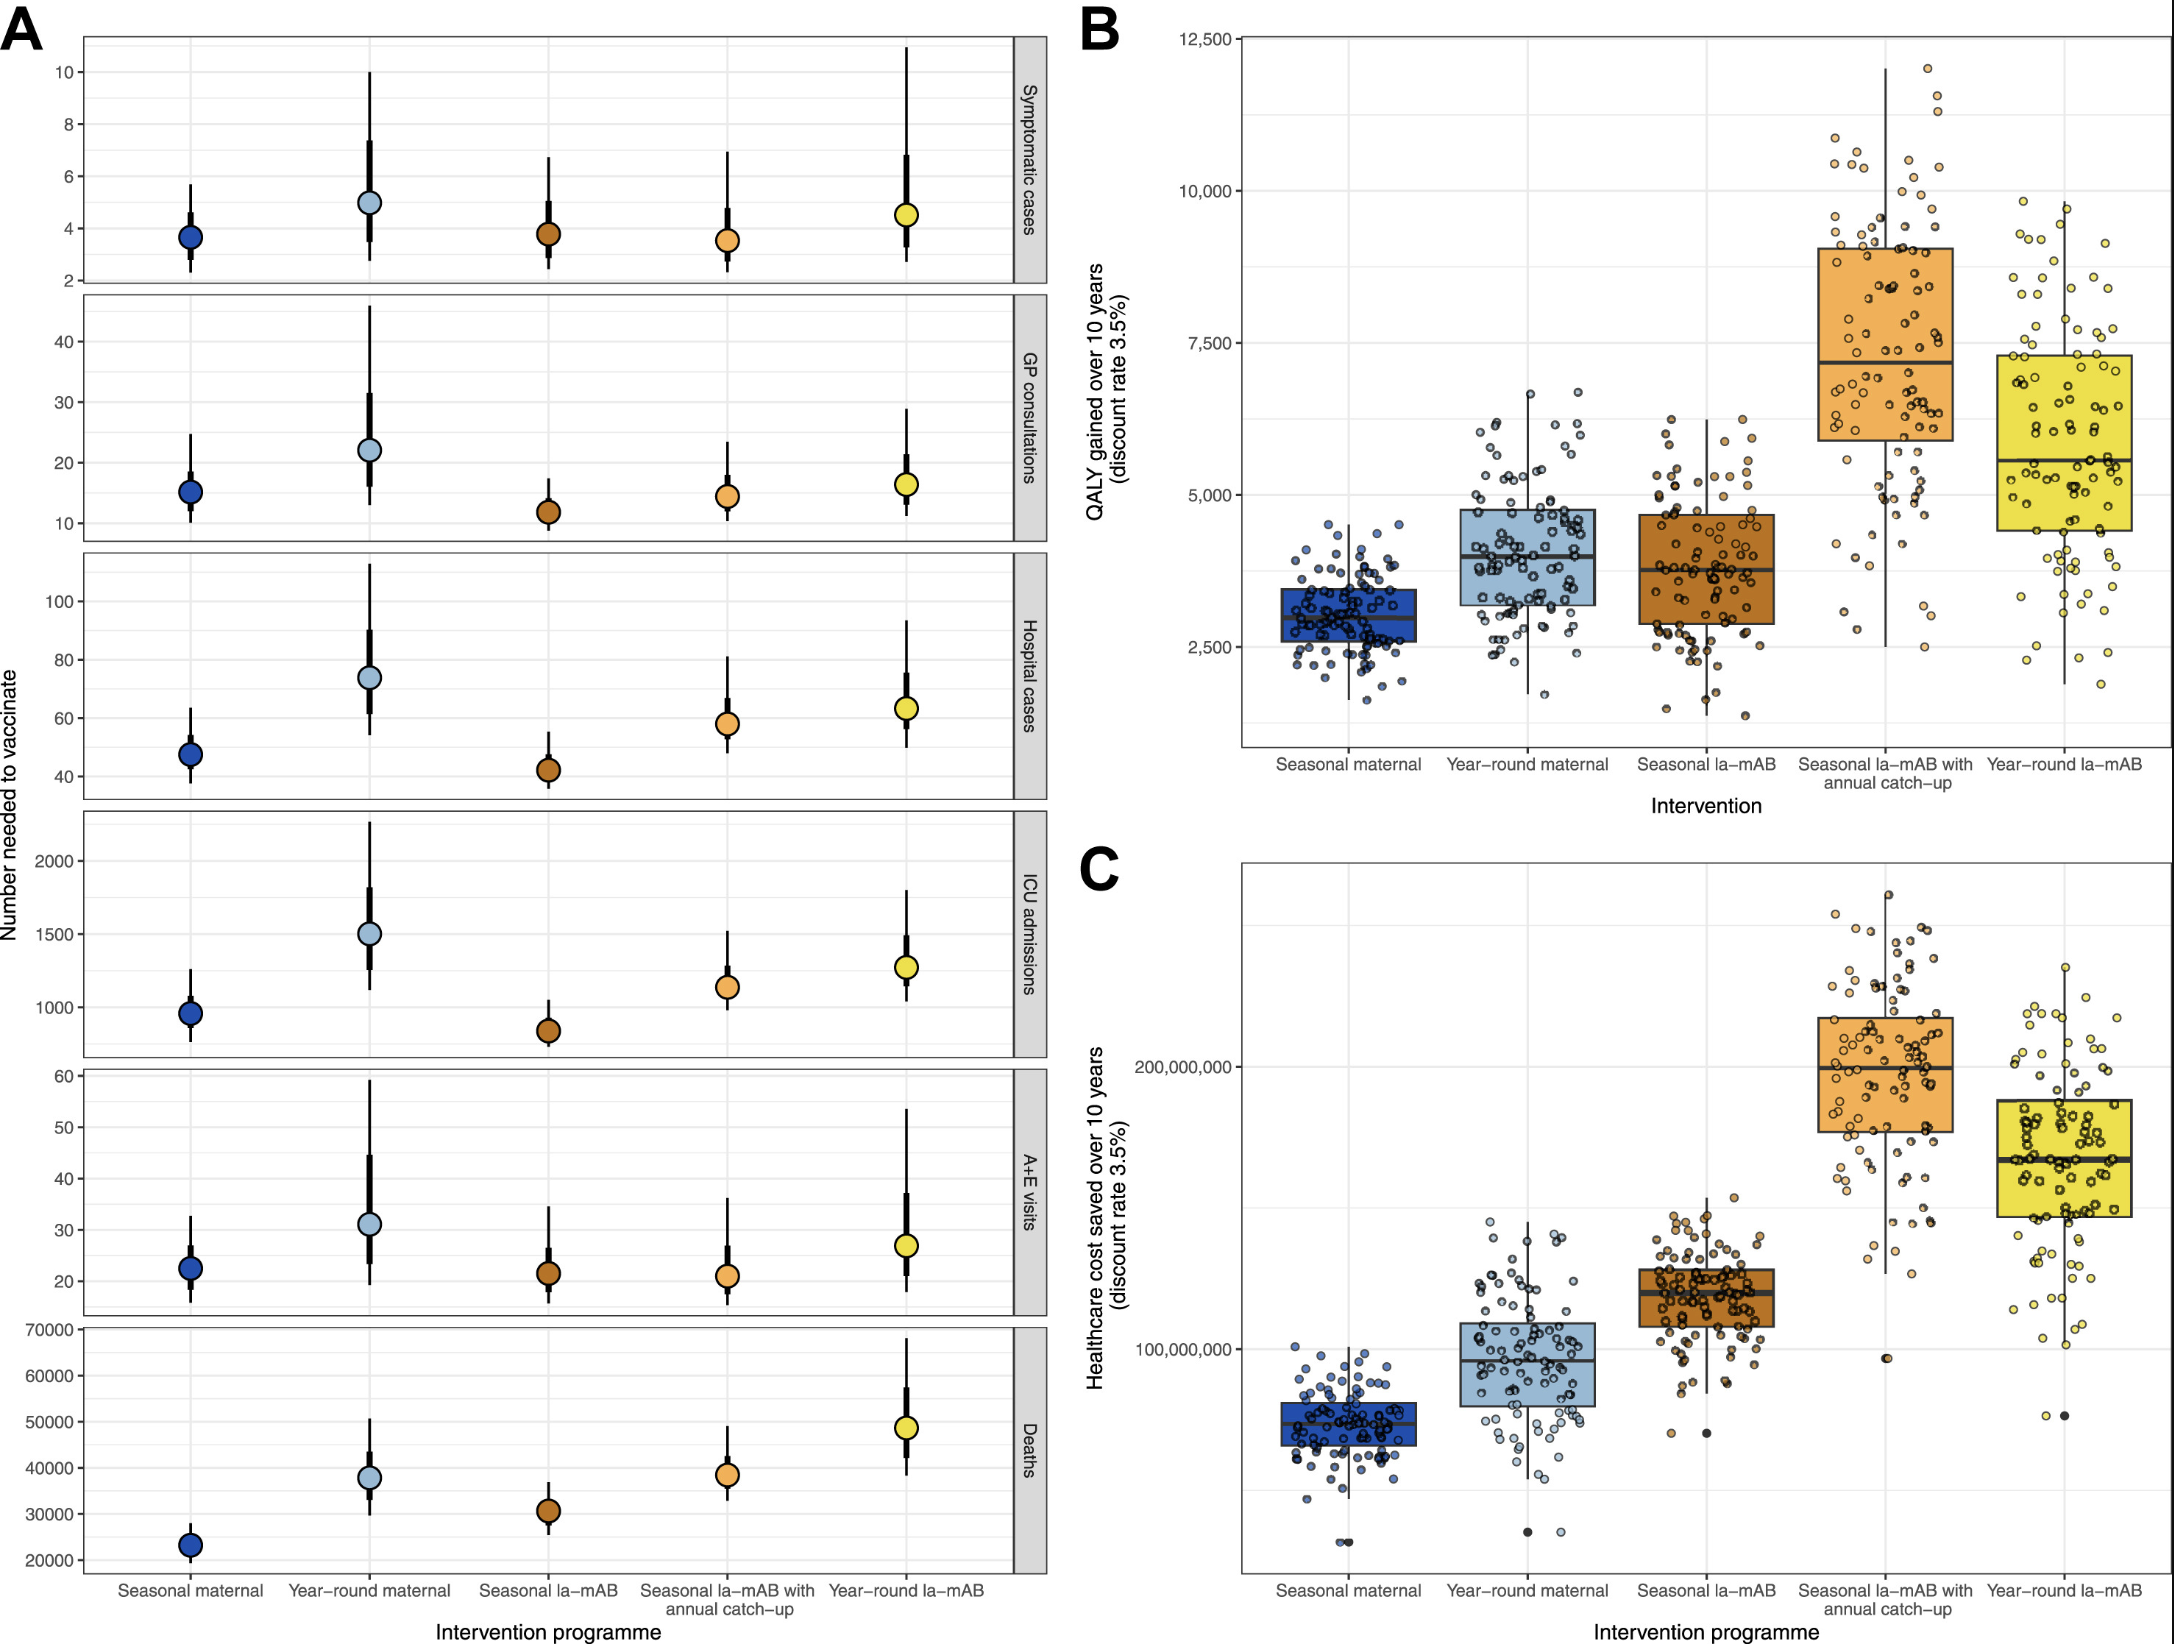 A
Number needed to vaccinate
10
8
6
4
2
Symptomatic cases
40
30
20
10
GP consultations
100
80
60
40
Hospital cases
2000
1500
1000
ICU admissions
60
50
40
30
20
A+E visits
70000
60000
50000
40000
30000
20000
Deaths
Seasonal maternal
Year−round maternal
Seasonal la−mAB
Seasonal la−mAB with
annual catch−up
Year−round la−mAB
Intervention programme
B
QALY gained over 10 years
(discount rate 3.5%)
12,500
10,000
7,500
5,000
2,500
Seasonal maternal
Year−round maternal
Seasonal la−mAB
Seasonal la−mAB with
annual catch−up
Year−round la−mAB
Intervention
C
Healthcare cost saved over 10 years
(discount rate 3.5%)
200,000,000
100,000,000
Seasonal maternal
Year−round maternal
Seasonal la−mAB
Seasonal la−mAB with
annual catch−up
Year−round la−mAB
Intervention programme